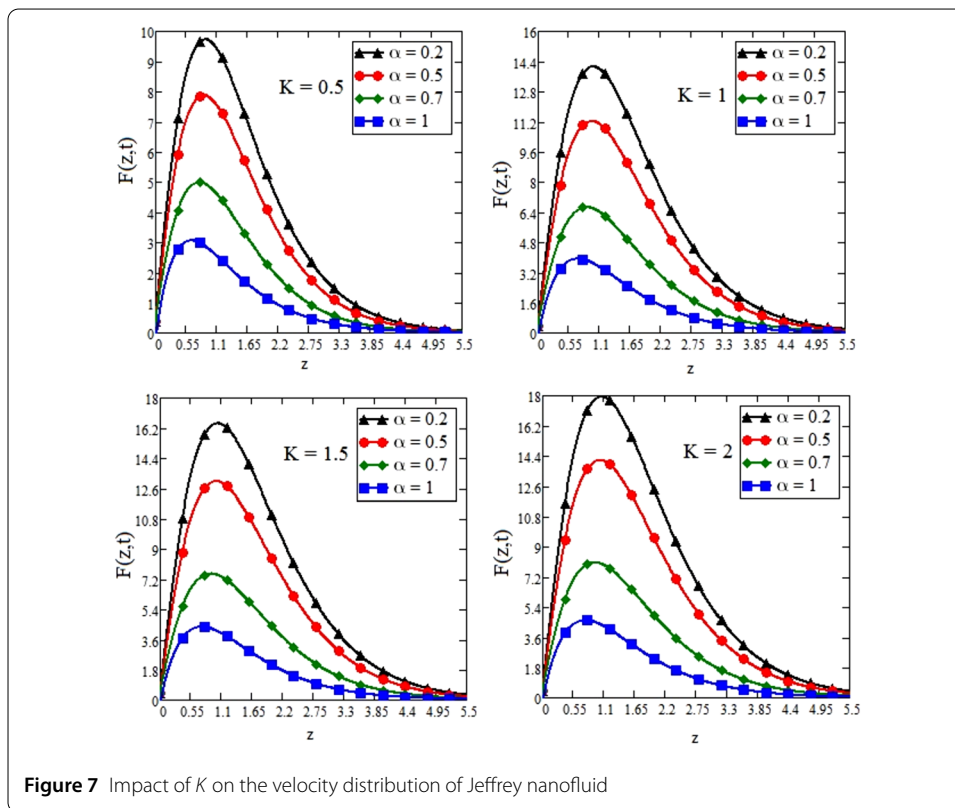 10
9
8
7
6
5
4
3
2
1
0
F(z,t)
K = 0.5
α = 0.2
α = 0.5
α = 0.7
α = 1
0 0.55 1.1 1.65 2.2 2.75 3.3 3.85 4.4 4.95 5.5
z
16
14.4
12.8
11.2
9.6
8
6.4
4.8
3.2
1.6
0
F(z,t)
K = 1
α = 0.2
α = 0.5
α = 0.7
α = 1
0 0.55 1.1 1.65 2.2 2.75 3.3 3.85 4.4 4.95 5.5
z
18
16.2
14.4
12.6
10.8
9
7.2
5.4
3.6
1.8
0
F(z,t)
K = 1.5
α = 0.2
α = 0.5
α = 0.7
α = 1
0 0.55 1.1 1.65 2.2 2.75 3.3 3.85 4.4 4.95 5.5
z
18
16.2
14.4
12.6
10.8
9
7.2
5.4
3.6
1.8
0
F(z,t)
K = 2
α = 0.2
α = 0.5
α = 0.7
α = 1
0.55 1.1 1.65 2.2 2.75 3.3 3.85 4.4 4.95 5.5
z
Figure 7 Impact of K on the velocity distribution of Jeffrey nanofluid